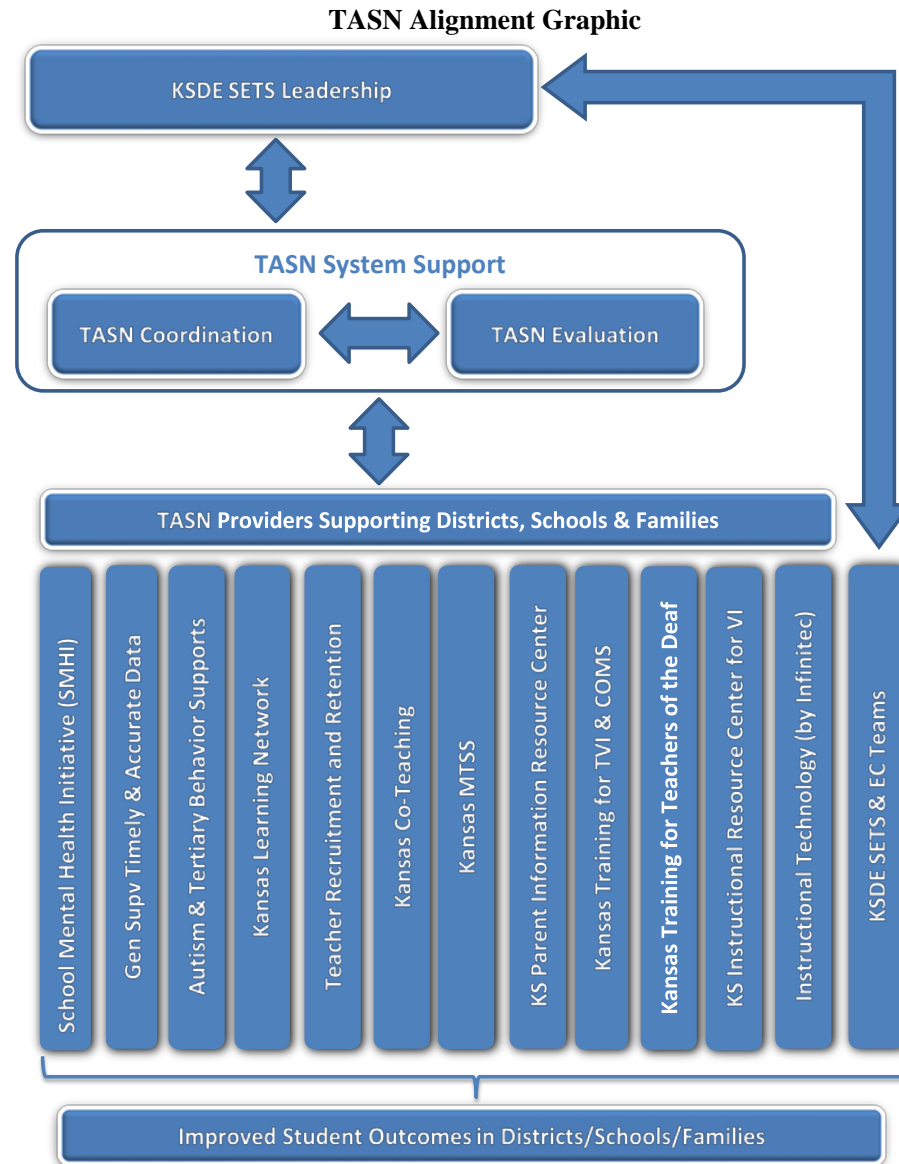 TASN Alignment Graphic
KSDE SETS Leadership
TASN System Support
TASN Coordination
TASN Evaluation
TASN Providers Supporting Districts, Schools & Families
School Mental Health Initiative (SMHI)
Gen Supv Timely & Accurate Data
Autism & Tertiary Behavior Supports
Kansas Learning Network
Teacher Recruitment and Retention
Kansas Co-Teaching
Kansas MTSS
KS Parent Information Resource Center
Kansas Training for TVI & COMS
Kansas Training for Teachers of the Deaf
KS Instructional Resource Center for VI
Instructional Technology (by Infinitec)
KSDE SETS & EC Teams
Improved Student Outcomes in Districts/Schools/Families